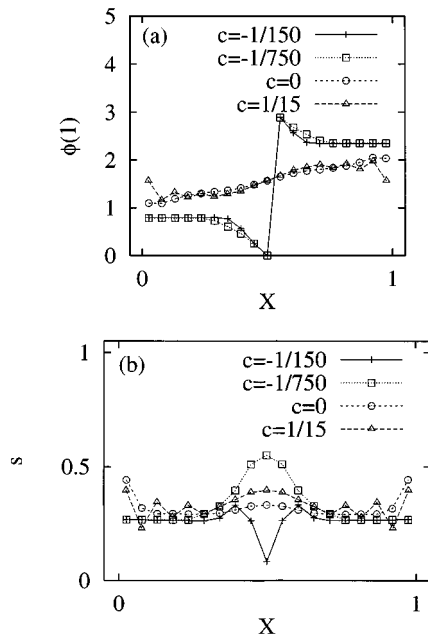 5
4
3
2
1
0
ϕ(1)
(a)
c=-1/150
c=-1/750
c=0
c=1/15
0
1
X
1
0.5
0
s
(b)
c=-1/150
c=-1/750
c=0
c=1/15
0
1
X